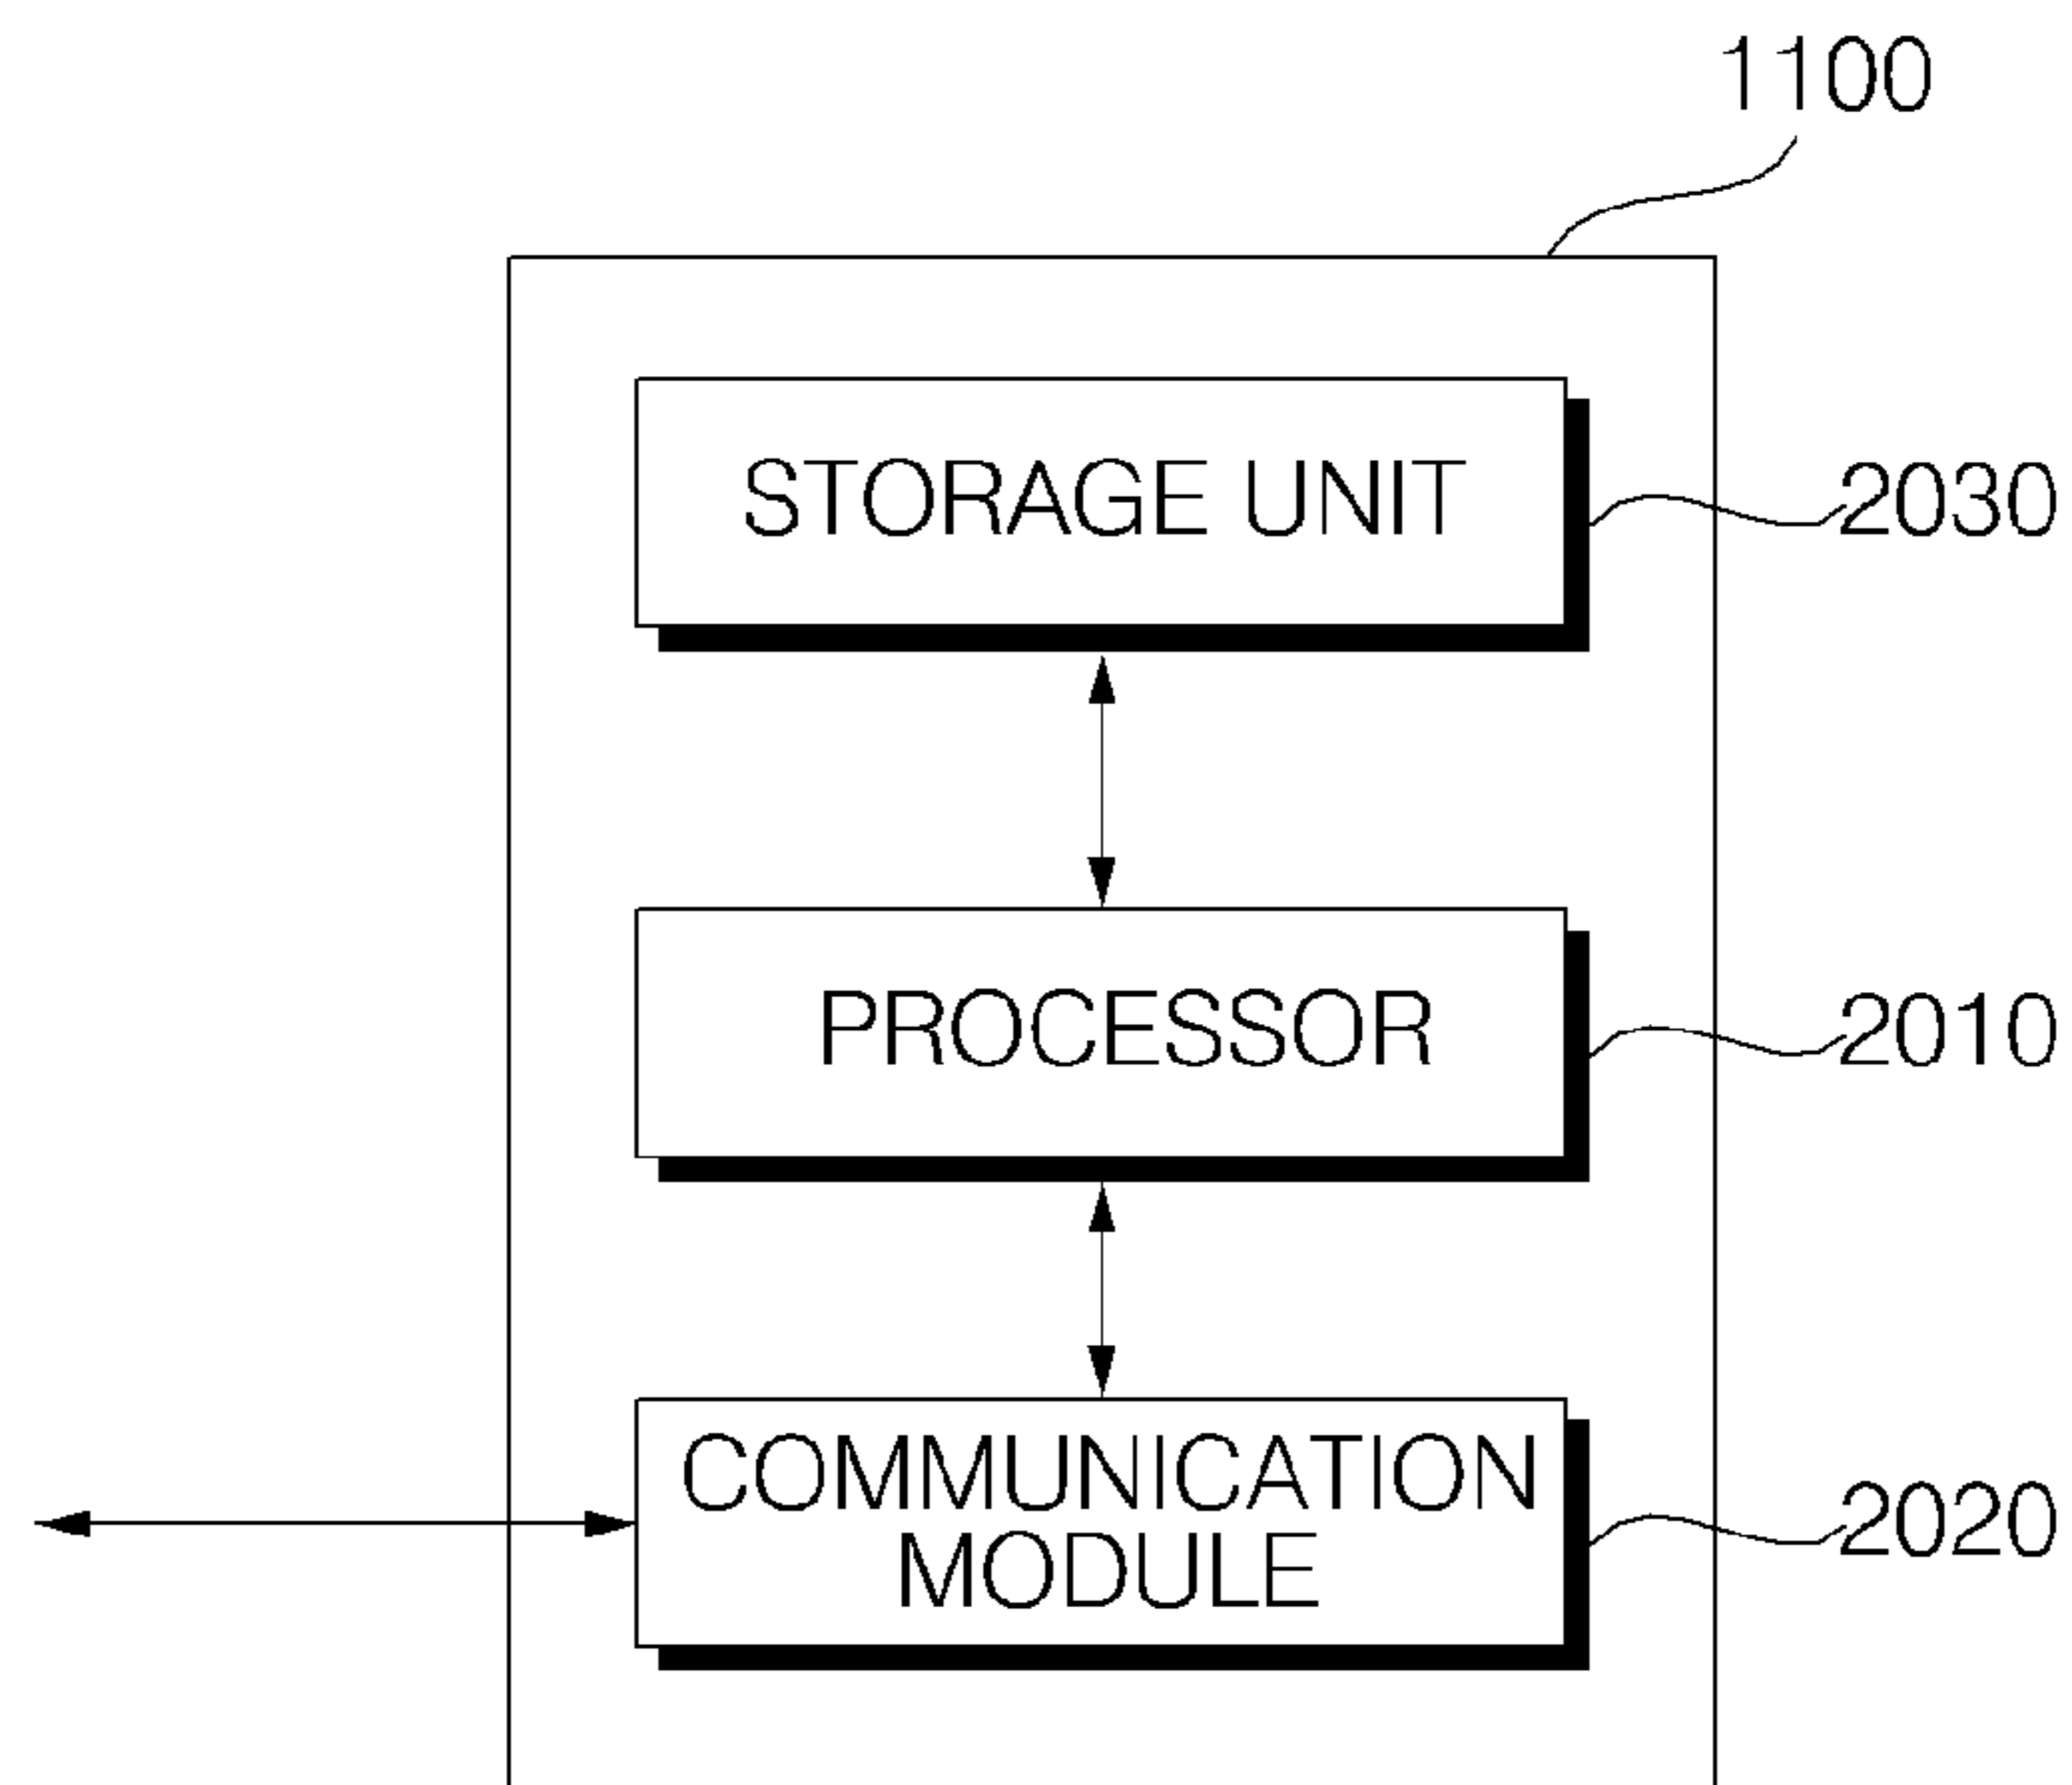 1100
STORAGE UNIT
2030
PROCESSOR
2010
COMMUNICATION
MODULE
2020